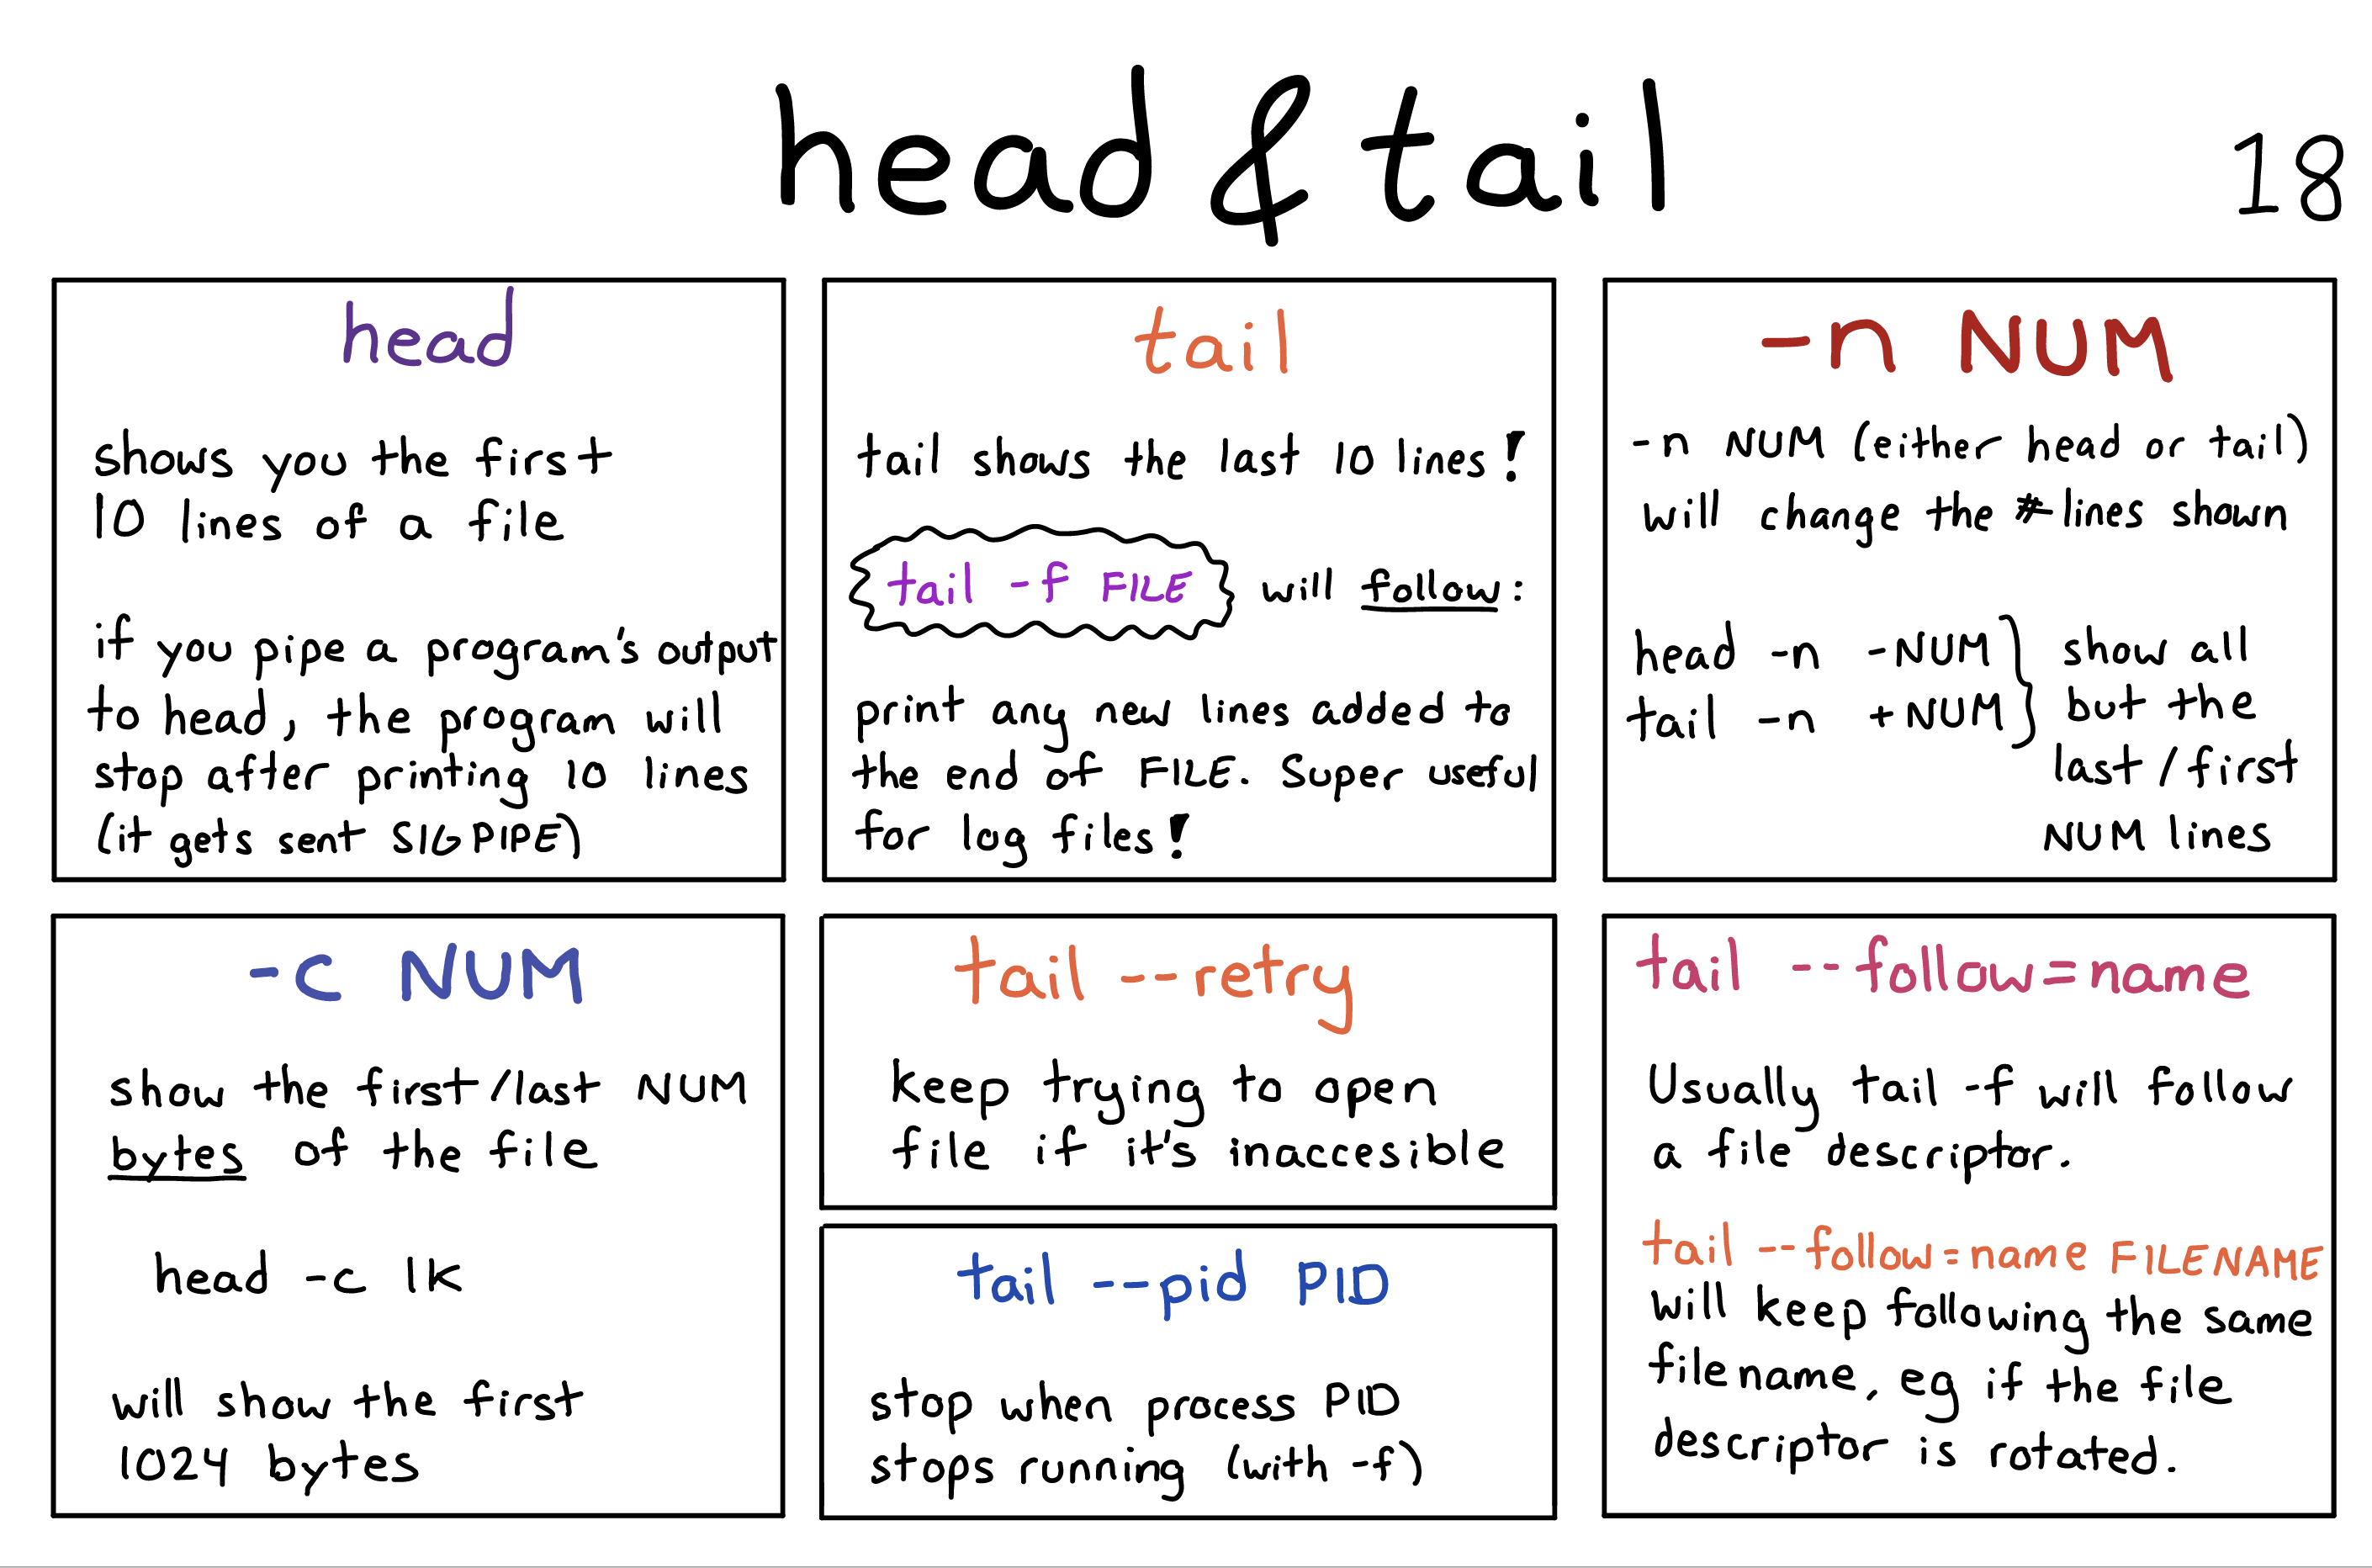 head & tail
18
head
shows you the first
10 lines of a file
if you pipe a program's output
to head, the program will
stop after printing 10 lines
(it gets sent SIGPIPE)
tail
tail shows the last 10 lines!
tail -f FILE will follow:
print any new lines added to
the end of FILE. Super useful
for log files!
-n NUM
-n NUM (either head or tail)
will change the # lines shown
head -n -NUM
tail -n +NUM
show all
but the
last/first
NUM lines
-c NUM
show the first/last NUM
bytes of the file
head -c 1k
will show the first
1024 bytes
tail --retry
keep trying to open
file if it's inaccesible
tail --pid PID
stop when process PID
stops running (with -f)
tail --follow=name
Usually tail -f will follow
a file descriptor.
tail --follow=name FILENAME
will keep following the same
filename, eg if the file
descriptor is rotated.